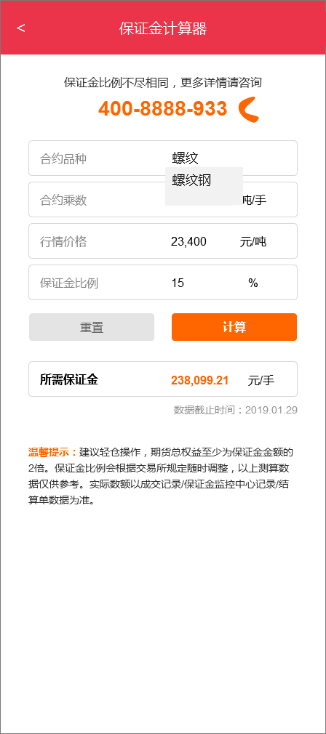 <
保证金计算器
保证金比例不尽相同，更多详情请咨询
400-8888-933
合约品种 螺纹
螺纹钢
合约乘数 吨/手
行情价格 23,400 元/吨
保证金比例 15 %
重置 计算
所需保证金 238,099.21 元/手
数据截止时间：2019.01.29
温馨提示：建议轻仓操作，期货总权益至少为保证金金额的
2倍。保证金比例会根据交易所规定随时调整，以上测算数
据仅供参考。实际数额以成交记录/保证金监控中心记录/结
算单数据为准。